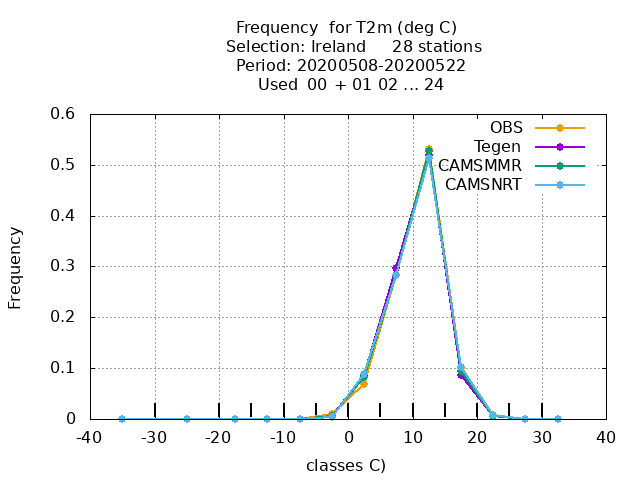 Frequency  for T2m (deg C)
Selection: Ireland     28 stations
Period: 20200508-20200522
Used  00  + 01 02 ... 24
OBS
Tegen
CAMSMMR
CAMSNRT
Frequency
0.6
0.5
0.4
0.3
0.2
0.1
0
-40 -30 -20 -10 0 10 20 30 40
classes C)